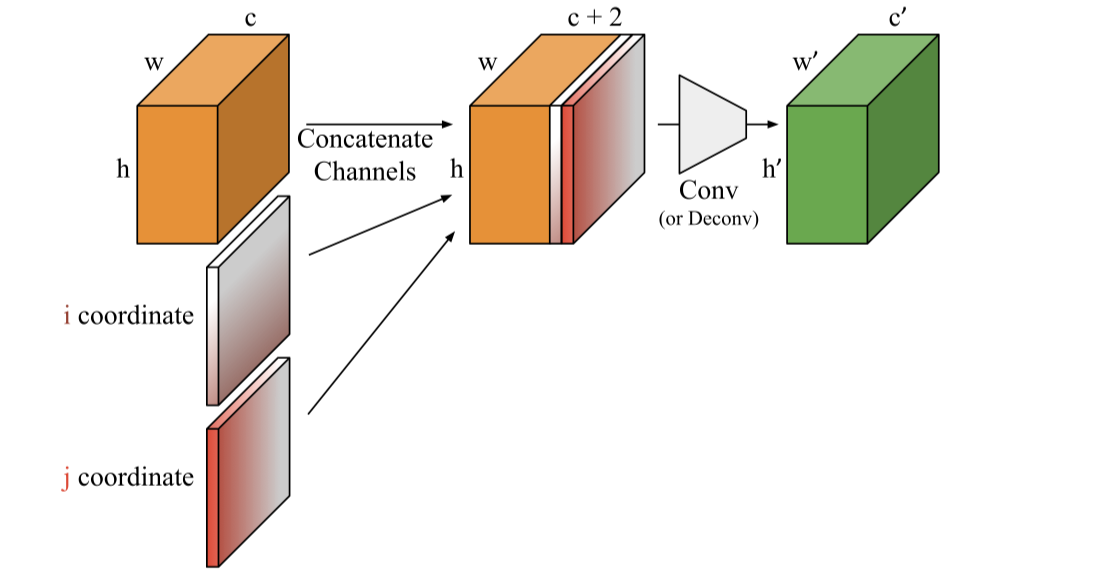 c
w
h
Concatenate
Channels
i coordinate
j coordinate
c + 2
w
h
Conv
(or Deconv)
c′
w′
h′